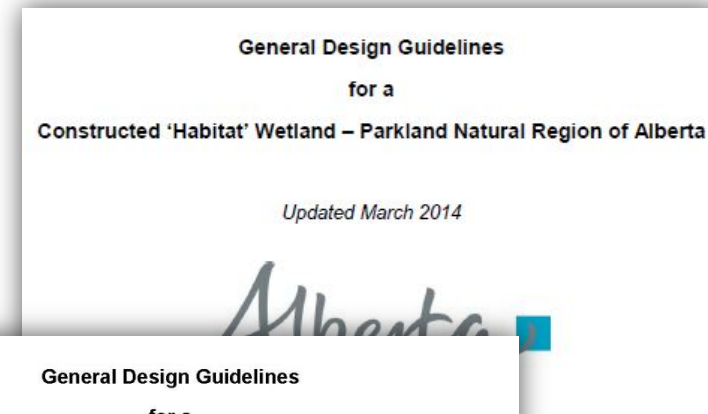 General Design Guidelines
for a
Constructed ‘Habitat’ Wetland – Parkland Natural Region of Alberta
Updated March 2014
Alberta
General Design Guidelines
for a